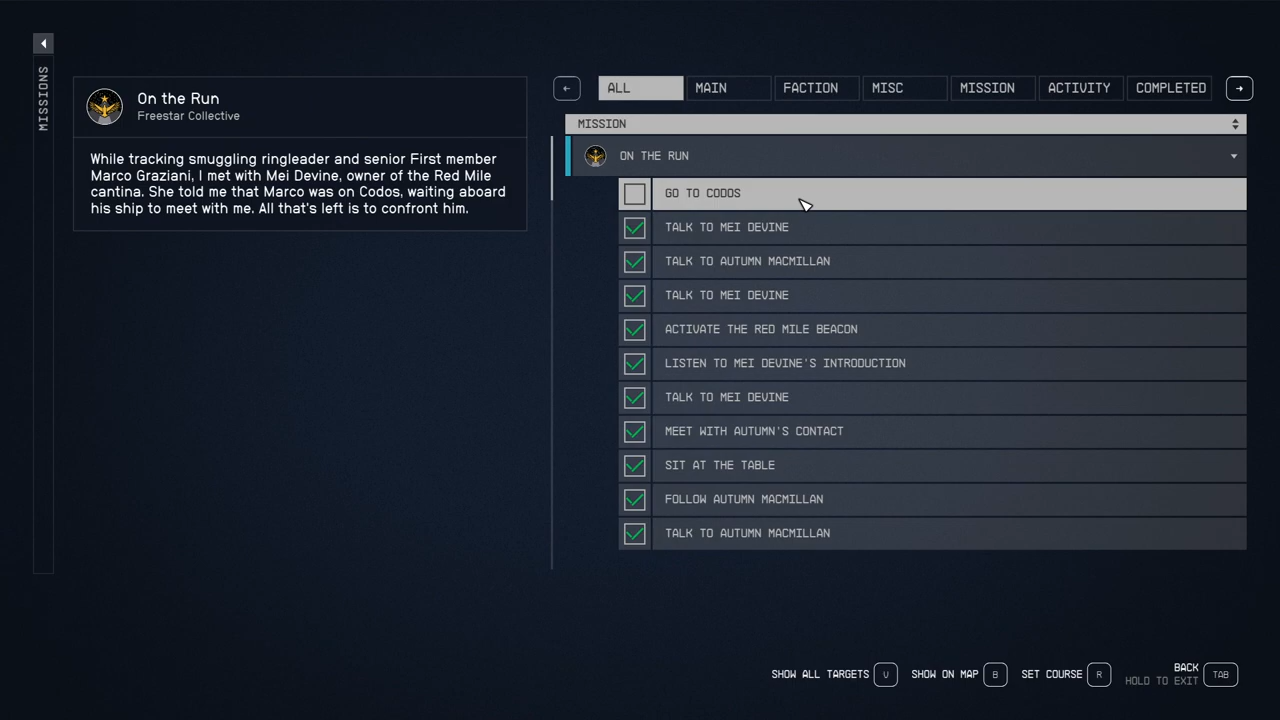 MISSIONS
On the Run
Freestar Collective
While tracking smuggling ringleader and senior First member
Marco Graziani, I met with Mei Devine, owner of the Red Mile
cantina. She told me that Marco was on Codos, waiting aboard
his ship to meet with me. All that's left is to confront him.
ALL
MAIN
FACTION
MISC
MISSION
ACTIVITY
COMPLETED
MISSION
ON THE RUN
GO TO CODOS
TALK TO MEI DEVINE
TALK TO AUTUMN MACMILLAN
TALK TO MEI DEVINE
ACTIVATE THE RED MILE BEACON
LISTEN TO MEI DEVINE'S INTRODUCTION
TALK TO MEI DEVINE
MEET WITH AUTUMN'S CONTACT
SIT AT THE TABLE
FOLLOW AUTUMN MACMILLAN
TALK TO AUTUMN MACMILLAN
SHOW ALL TARGETS V
SHOW ON MAP B
SET COURSE R
BACK
HOLD TO EXIT
TAB